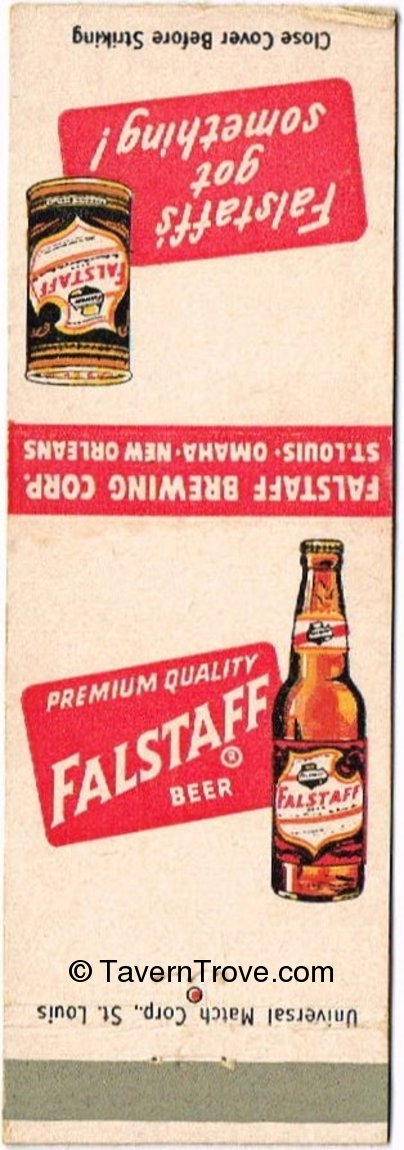 Close Cover Before Striking
Falstaff's
got
something!
FALSTAFF
FALSTAFF BREWING CORP.
ST. LOUIS · OMAHA · NEW ORLEANS
PREMIUM QUALITY
FALSTAFF
®
BEER
FALSTAFF
© TavernTrove.com
Universal Match Corp., St. Louis